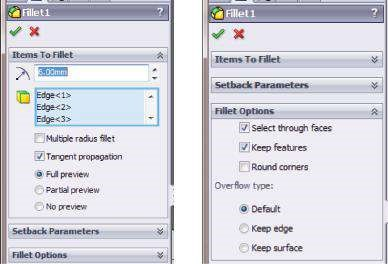 Fillet1 ?
Items To Fillet
6.00mm
Edge<1>
Edge<2>
Edge<3>
Multiple radius fillet
Tangent propagation
Full preview
Partial preview
No preview
Setback Parameters
Fillet Options
Fillet1 ?
Items To Fillet
Setback Parameters
Fillet Options
Select through faces
Keep features
Round corners
Overflow type:
Default
Keep edge
Keep surface